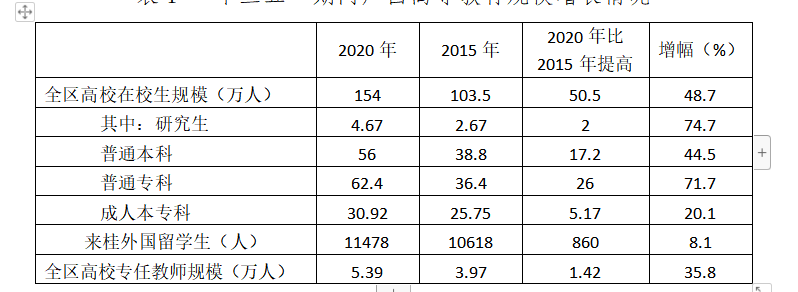 2020 年 2015 年 2020 年比 2015 年提高 增幅（%）
全区高校在校生规模（万人） 154 103.5 50.5 48.7
其中：研究生 4.67 2.67 2 74.7
普通本科 56 38.8 17.2 44.5
普通专科 62.4 36.4 26 71.7
成人本专科 30.92 25.75 5.17 20.1
来桂外国留学生（人） 11478 10618 860 8.1
全区高校专任教师规模（万人） 5.39 3.97 1.42 35.8